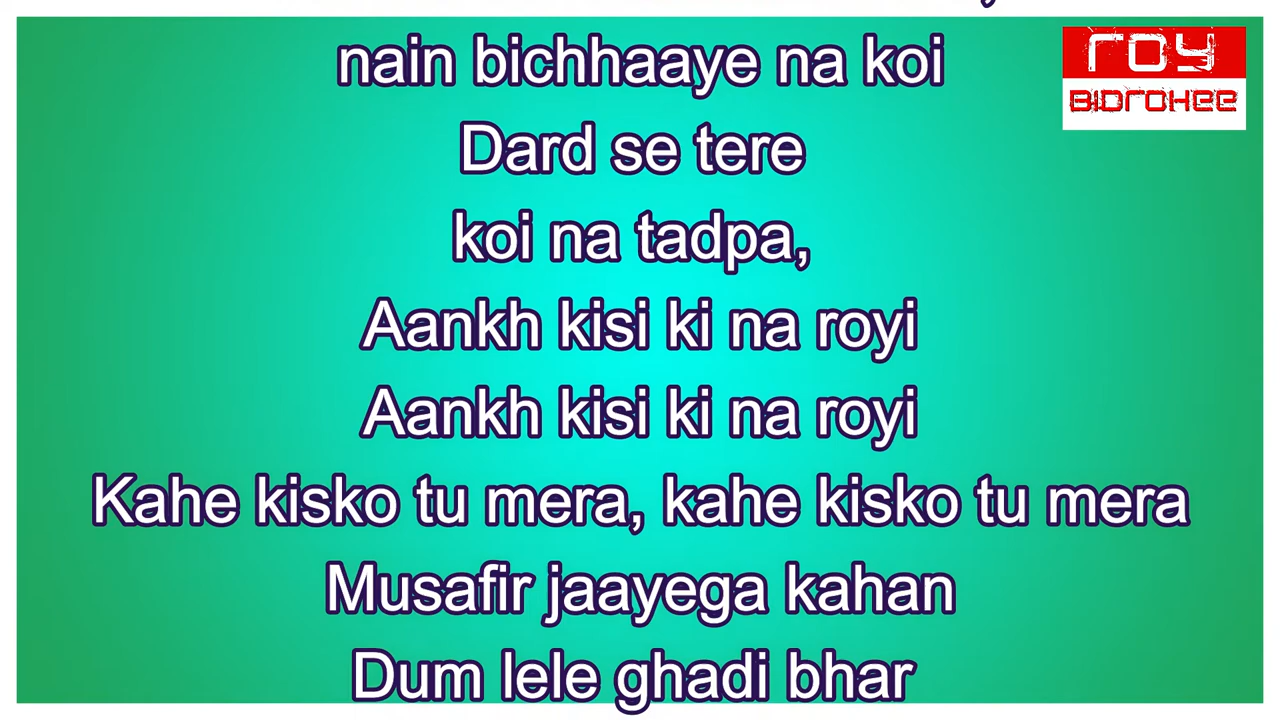 nain bichhaaye na koi
Dard se tere
koi na tadpa,
Aankh kisi ki na royi
Aankh kisi ki na royi
Kahe kisko tu mera, kahe kisko tu mera
Musafir jaayega kahan
Dum lele ghadi bhar
ROY
BIDROHEE